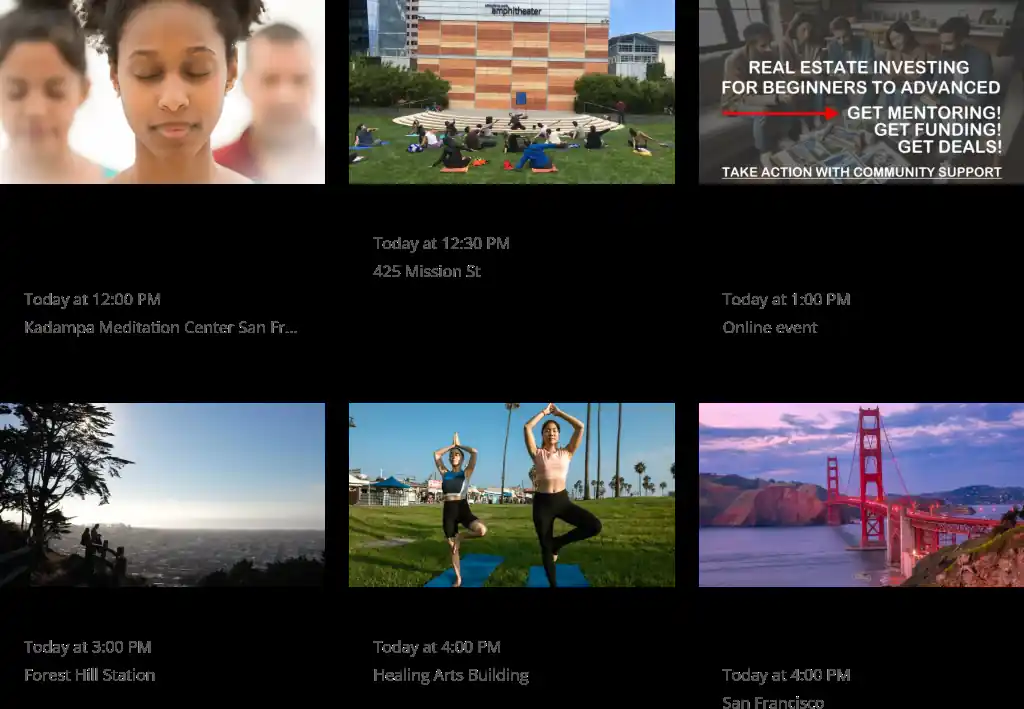 amphitheater
REAL ESTATE INVESTING
FOR BEGINNERS TO ADVANCED
GET MENTORING!
GET FUNDING!
GET DEALS!
TAKE ACTION WITH COMMUNITY SUPPORT
Today at 12:00 PM
Kadampa Meditation Center San Fr...
Today at 12:30 PM
425 Mission St
Today at 1:00 PM
Online event
Today at 3:00 PM
Forest Hill Station
Today at 4:00 PM
Healing Arts Building
Today at 4:00 PM
San Francisco